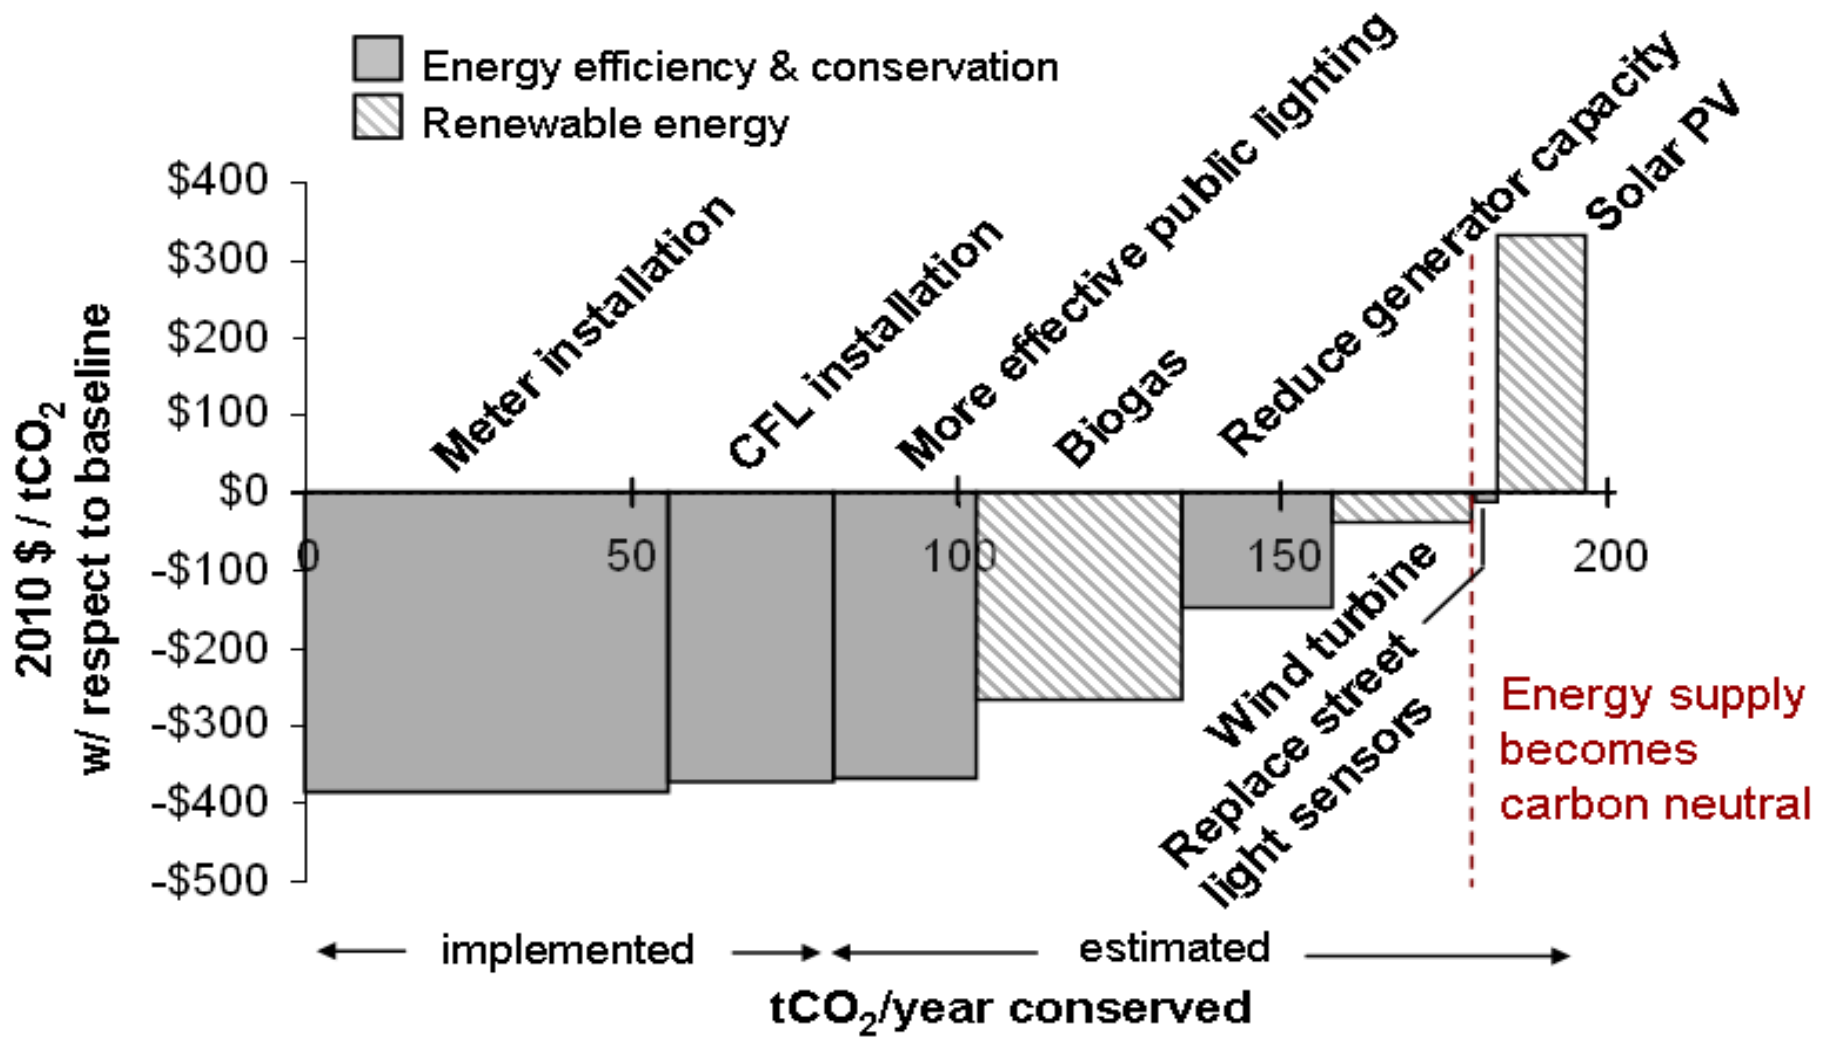 Energy efficiency & conservation
Renewable energy
$400
$300
$200
$100
$0
-$100
-$200
-$300
-$400
-$500
2010 $ / tCO₂
w/ respect to baseline
Meter installation
CFL installation
More effective public lighting
Biogas
Reduce generator capacity
Solar PV
0
50
100
150
200
Wind turbine
Replace street
light sensors
Energy supply
becomes
carbon neutral
implemented
estimated
tCO₂/year conserved